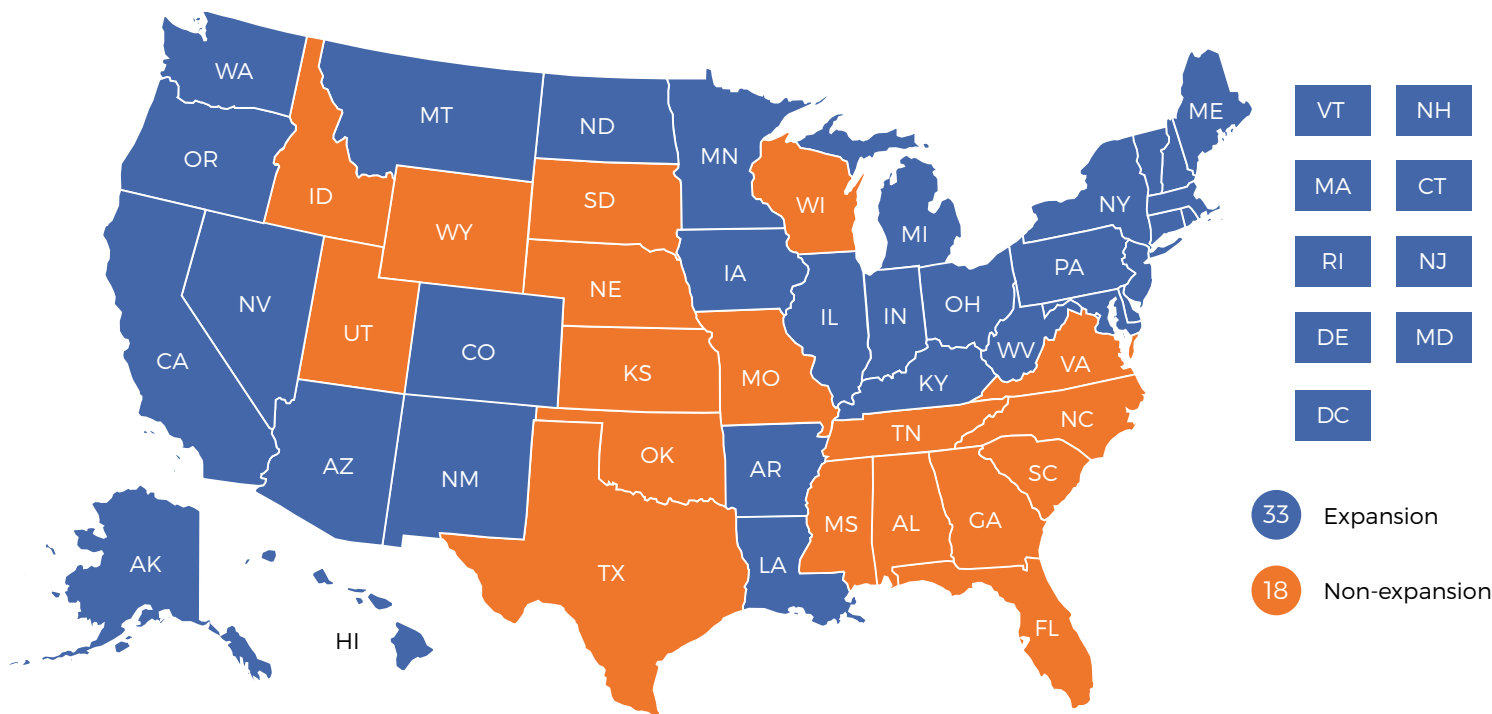 WA
MT
ND
MN
ME
VT
NH
OR
ID
WY
SD
WI
MI
NY
MA
CT
NV
UT
CO
NE
IA
IL
IN
OH
PA
RI
NJ
CA
KS
MO
KY
WV
VA
DE
MD
AZ
NM
OK
AR
TN
NC
SC
DC
MS
AL
GA
33 Expansion
AK
TX
LA
18 Non-expansion
HI
FL